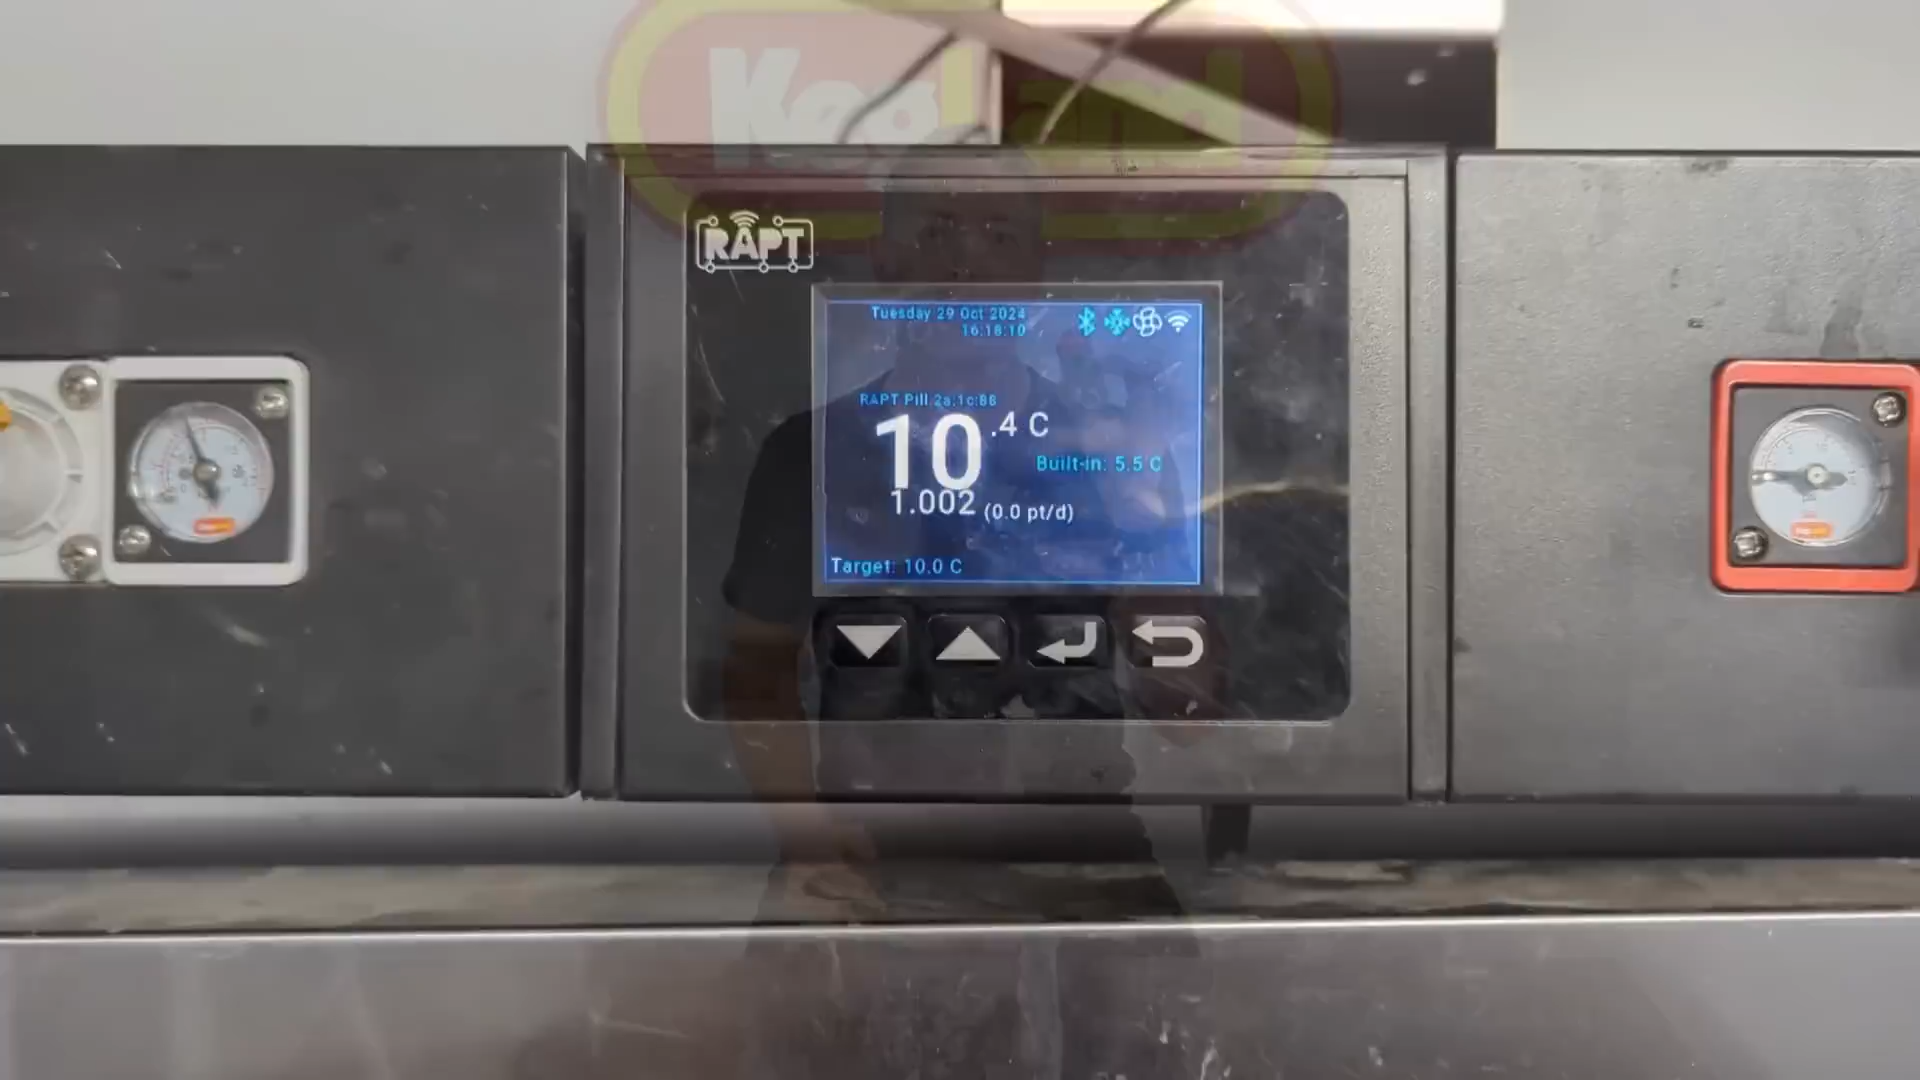 KegLand
RAPT
Tuesday 29 Oct 2024
16:18:10
RAPT Pill 2a:1c:88
10.4 C
Built-in: 5.5 C
1.002 (0.0 pt/d)
Target: 10.0 C